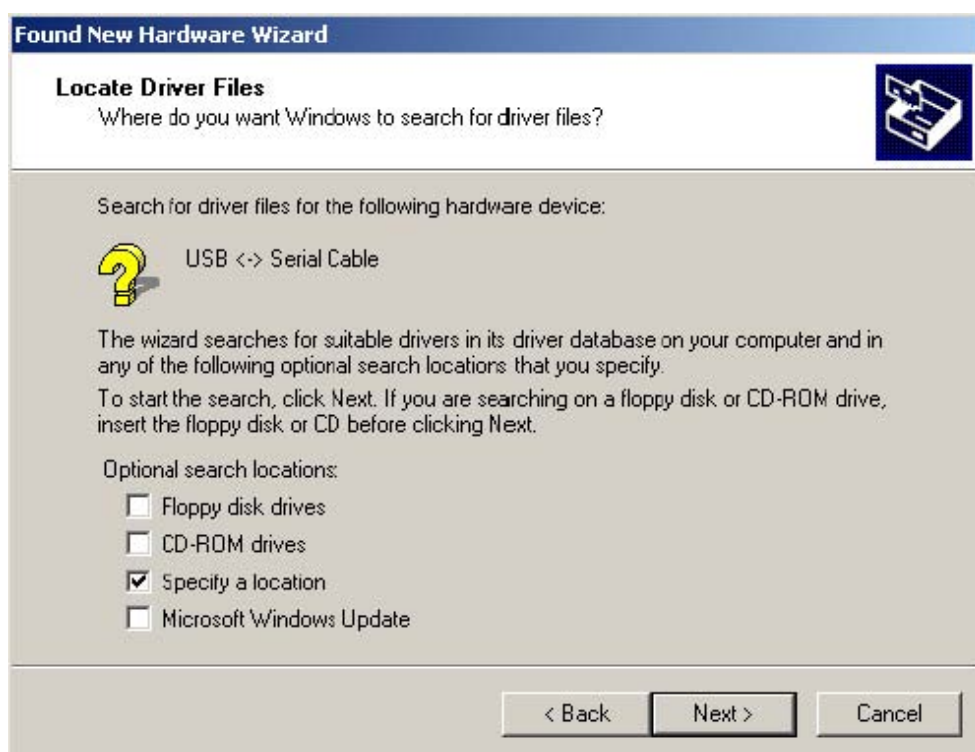 Found New Hardware Wizard
Locate Driver Files
Where do you want Windows to search for driver files?
Search for driver files for the following hardware device:
USB <-> Serial Cable
The wizard searches for suitable drivers in its driver database on your computer and in
any of the following optional search locations that you specify.
To start the search, click Next. If you are searching on a floppy disk or CD-ROM drive,
insert the floppy disk or CD before clicking Next.
Optional search locations:
Floppy disk drives
CD-ROM drives
Specify a location
Microsoft Windows Update
< Back Next > Cancel